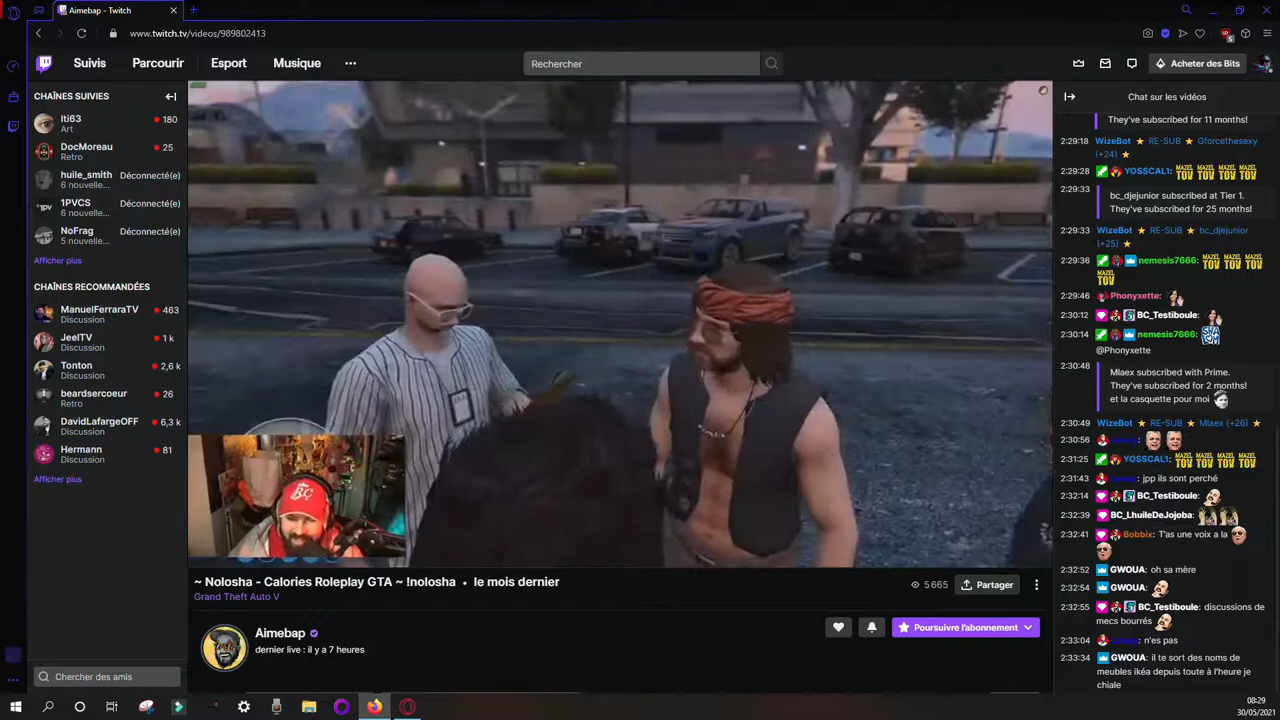 Aimebap - Twitch
www.twitch.tv/videos/989802413
Suivis
Parcourir
Esport
Musique
Rechercher
Acheter des Bits
CHAÎNES SUIVIES
Iti63
Art
180
DocMoreau
Retro
25
huile_smith
6 nouvelle...
Déconnecté(e)
1PVCS
6 nouvelle...
Déconnecté(e)
NoFrag
5 nouvelle...
Déconnecté(e)
Afficher plus
CHAÎNES RECOMMANDÉES
ManuelFerraraTV
Discussion
463
JeelTV
Discussion
1 k
Tonton
Discussion
2,6 k
beardsercoeur
Retro
26
DavidLafargeOFF
Discussion
6,3 k
Hermann
Discussion
81
Afficher plus
Chercher des amis
BC
~ Nolosha - Calories Roleplay GTA ~ !nolosha • le mois dernier
Grand Theft Auto V
5 665
Partager
Aimebap
dernier live : il y a 7 heures
Poursuivre l'abonnement
Chat sur les vidéos
They've subscribed for 11 months!
2:29:18 WizeBot ★ RE-SUB ★ Gforcethesexy
(+24) ★
2:29:28 YOSSCAL1: MAZEL TOV MAZEL TOV MAZEL TOV MAZEL TOV
2:29:33
bc_djejunior subscribed at Tier 1.
They've subscribed for 25 months!
2:29:33 WizeBot ★ RE-SUB ★ bc_djejunior
(+25) ★
2:29:36 nemesis7666: MAZEL TOV MAZEL TOV MAZEL TOV
MAZEL TOV
2:29:46 Phonyxette:
2:30:12 BC_Testiboule:
2:30:14 nemesis7666:
@Phonyxette
2:30:48
Mlaex subscribed with Prime.
They've subscribed for 2 months!
et la casquette pour moi
2:30:49 WizeBot ★ RE-SUB ★ Mlaex (+26) ★
2:30:56
2:31:25 YOSSCAL1: MAZEL TOV MAZEL TOV MAZEL TOV MAZEL TOV
2:31:43 jpp ils sont perché
2:32:14 BC_Testiboule:
2:32:39 BC_LhuileDeJojoba:
2:32:41 Bobbix: T'as une voix a la
2:32:52 GWOUA: oh sa mère
2:32:54 GWOUA:
2:32:55 BC_Testiboule: discussions de
mecs bourrés
2:33:04 n'es pas
2:33:34 GWOUA: il te sort des noms de
meubles ikéa depuis toute à l'heure je
chiale
08:29
30/05/2021